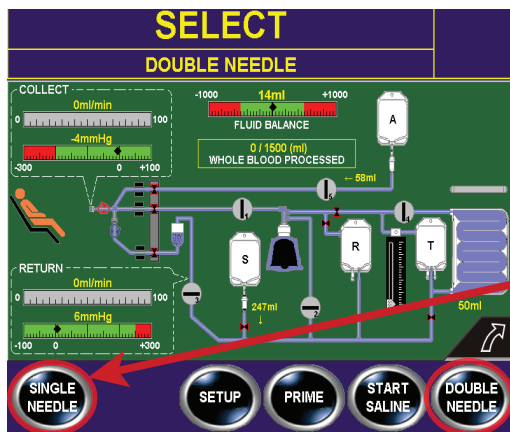 SELECT
DOUBLE NEEDLE
COLLECT
0ml/min
0 100
-4mmHg
-300 0 +100
-1000 14ml +1000
FLUID BALANCE
0 / 1500 (ml)
WHOLE BLOOD PROCESSED
A
← 58ml
5
1
4
S
R
T
3
2
247ml
↓
50ml
RETURN
0ml/min
0 100
6mmHg
-100 0 +300
SINGLE
NEEDLE
SETUP
PRIME
START
SALINE
DOUBLE
NEEDLE